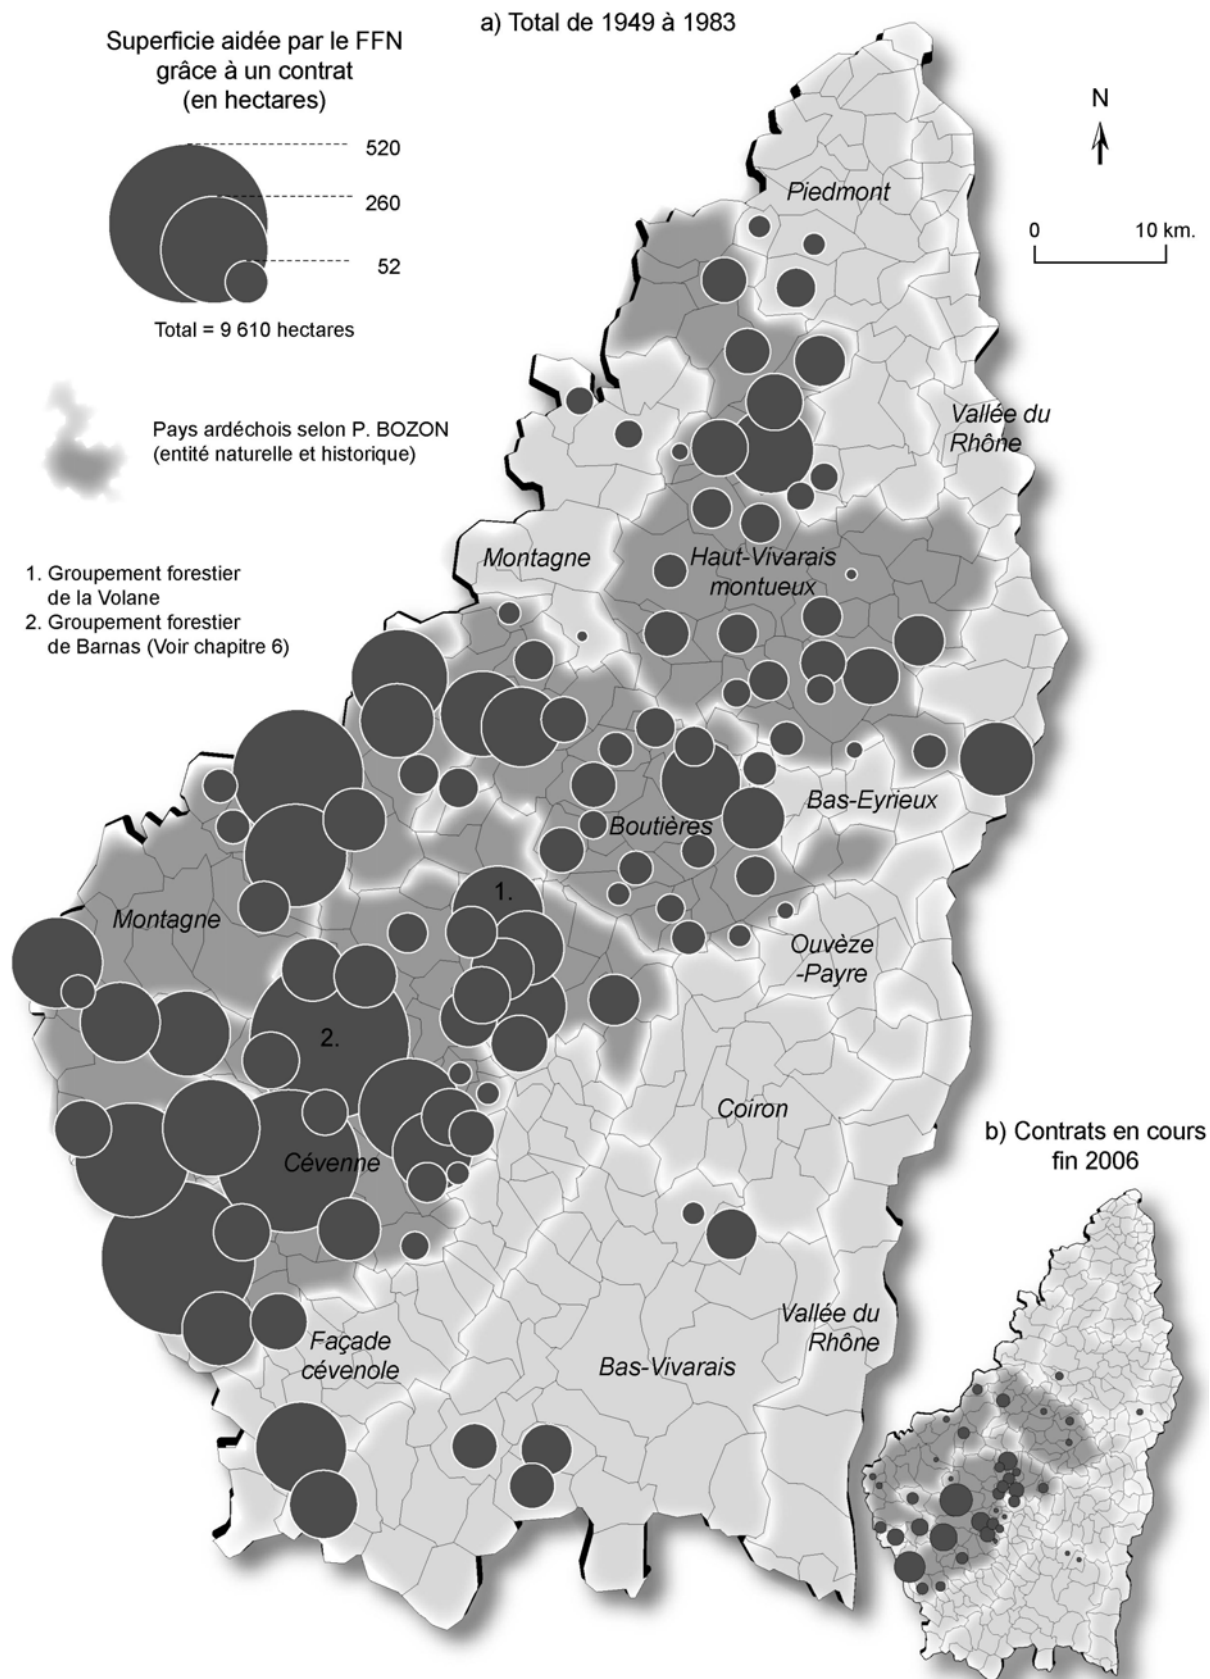 a) Total de 1949 à 1983
Superficie aidée par le FFN
grâce à un contrat
(en hectares)
520
260
52
Total = 9 610 hectares
Pays ardéchois selon P. BOZON
(entité naturelle et historique)
1. Groupement forestier
de la Volane
2. Groupement forestier
de Barnas (Voir chapitre 6)
N
0 10 km.
Piedmont
Vallée du
Rhône
Montagne
Haut-Vivarais
montueux
Bas-Eyrieux
Boutières
1.
Montagne
Ouvèze
-Payre
2.
Coiron
Cévenne
b) Contrats en cours
fin 2006
Vallée du
Rhône
Façade
cévenole
Bas-Vivarais